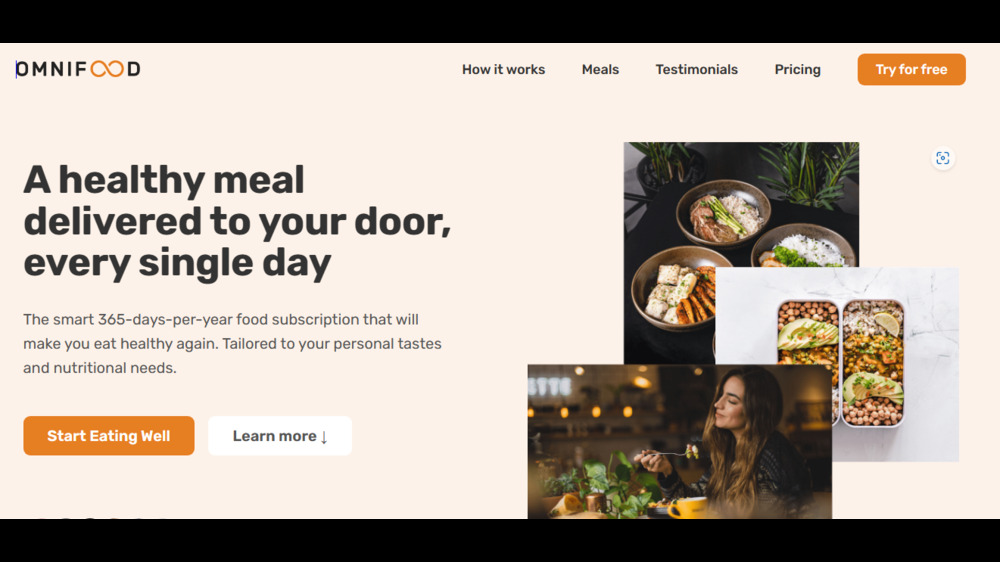 OMNIFOOD
How it works
Meals
Testimonials
Pricing
Try for free
A healthy meal
delivered to your door,
every single day
The smart 365-days-per-year food subscription that will
make you eat healthy again. Tailored to your personal tastes
and nutritional needs.
Start Eating Well
Learn more ↓